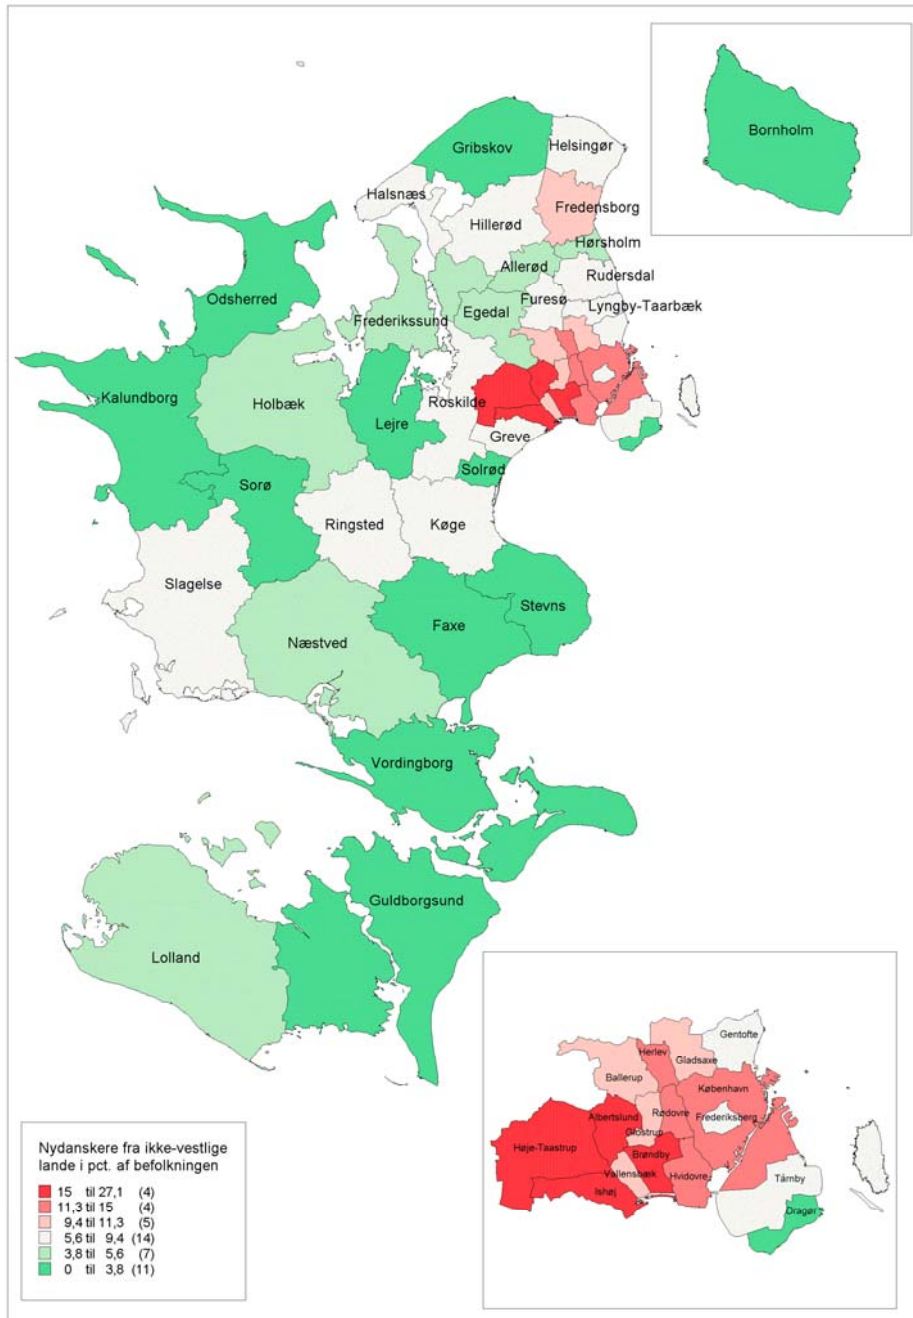 Bornholm
Gribskov
Helsingør
Halsnæs
Fredensborg
Hillerød
Hørsholm
Allerød
Rudersdal
Odsherred
Furesø
Lyngby-Taarbæk
Egedal
Frederikssund
Kalundborg
Holbæk
Roskilde
Lejre
Greve
Solrød
Sorø
Ringsted
Køge
Slagelse
Stevns
Faxe
Næstved
Vordingborg
Guldborgsund
Lolland
Gentofte
Herlev
Gladsaxe
Ballerup
København
Albertslund
Rødovre
Frederiksberg
Glostrup
Høje-Taastrup
Brøndby
Vallensbæk
Hvidovre
Ishøj
Tårnby
Dragør
Nydanskere fra ikke-vestlige
lande i pct. af befolkningen
15 til 27,1 (4)
11,3 til 15 (4)
9,4 til 11,3 (5)
5,6 til 9,4 (14)
3,8 til 5,6 (7)
0 til 3,8 (11)